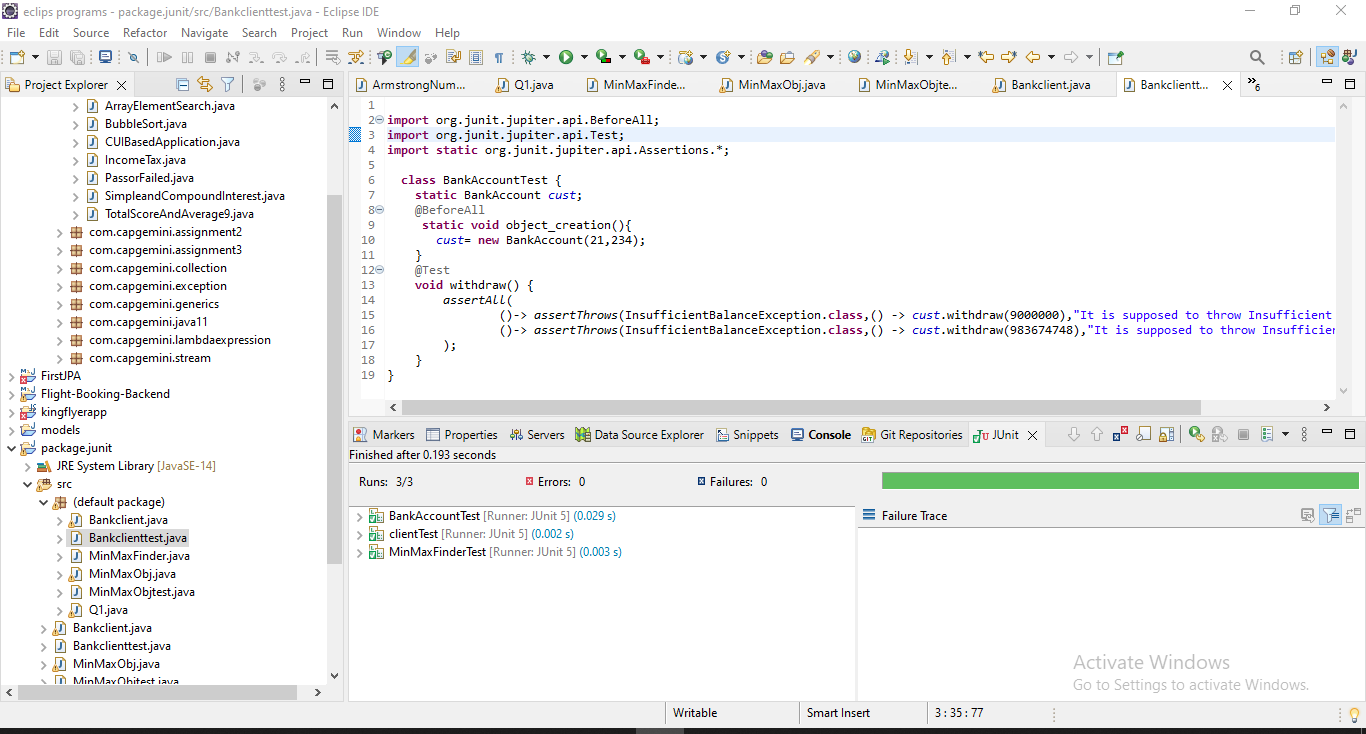 eclips programs - package.junit/src/Bankclienttest.java - Eclipse IDE
File Edit Source Refactor Navigate Search Project Run Window Help
Project Explorer
ArrayElementSearch.java
BubbleSort.java
CUIBasedApplication.java
IncomeTax.java
PassorFailed.java
SimpleandCompoundInterest.java
TotalScoreAndAverage9.java
com.capgemini.assignment2
com.capgemini.assignment3
com.capgemini.collection
com.capgemini.exception
com.capgemini.generics
com.capgemini.java11
com.capgemini.lambdaexpression
com.capgemini.stream
FirstJPA
Flight-Booking-Backend
kingflyerapp
models
package.junit
JRE System Library [JavaSE-14]
src
(default package)
Bankclient.java
Bankclienttest.java
MinMaxFinder.java
MinMaxObj.java
MinMaxObjtest.java
Q1.java
Bankclient.java
Bankclienttest.java
MinMaxObj.java
MinMaxObjtest.java
ArmstrongNum... Q1.java MinMaxFinde... MinMaxObj.java MinMaxObjte... Bankclient.java Bankclientt... »6
1
2 import org.junit.jupiter.api.BeforeAll;
3 import org.junit.jupiter.api.Test;
4 import static org.junit.jupiter.api.Assertions.*;
5
6 class BankAccountTest {
7 static BankAccount cust;
8 @BeforeAll
9 static void object_creation(){
10 cust= new BankAccount(21,234);
11 }
12 @Test
13 void withdraw() {
14 assertAll(
15 ()-> assertThrows(InsufficientBalanceException.class,() -> cust.withdraw(9000000),"It is supposed to throw Insufficient
16 ()-> assertThrows(InsufficientBalanceException.class,() -> cust.withdraw(983674748),"It is supposed to throw Insufficier
17 );
18 }
19 }
Markers Properties Servers Data Source Explorer Snippets Console Git Repositories JUnit
Finished after 0.193 seconds
Runs: 3/3 Errors: 0 Failures: 0
BankAccountTest [Runner: JUnit 5] (0.029 s)
clientTest [Runner: JUnit 5] (0.002 s)
MinMaxFinderTest [Runner: JUnit 5] (0.003 s)
Failure Trace
Activate Windows
Go to Settings to activate Windows.
Writable Smart Insert 3 : 35 : 77